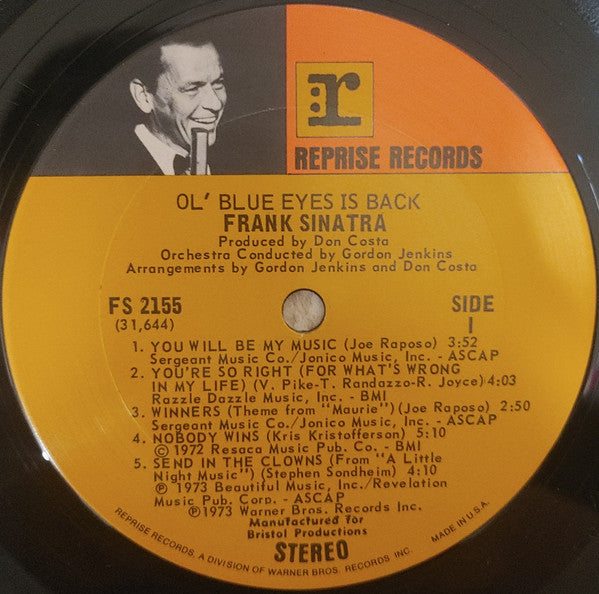 r
REPRISE RECORDS
OL' BLUE EYES IS BACK
FRANK SINATRA
Produced by Don Costa
Orchestra Conducted by Gordon Jenkins
Arrangements by Gordon Jenkins and Don Costa
FS 2155
(31,644)
SIDE
1
1. YOU WILL BE MY MUSIC (Joe Raposo) 3:52
Sergeant Music Co./Jonico Music, Inc. - ASCAP
2. YOU'RE SO RIGHT (FOR WHAT'S WRONG
IN MY LIFE) (V. Pike-T. Randazzo-R. Joyce) 4:03
Razzle Dazzle Music, Inc. - BMI
3. WINNERS (Theme from "Maurie") (Joe Raposo) 2:50
Sergeant Music Co./Jonico Music, Inc. - ASCAP
4. NOBODY WINS (Kris Kristofferson) 5:10
© 1972 Resaca Music Pub. Co. - BMI
5. SEND IN THE CLOWNS (From "A Little
Night Music") (Stephen Sondheim) 4:10
℗ 1973 Beautiful Music, Inc./Revelation
Music Pub. Corp. - ASCAP
℗ 1973 Warner Bros. Records Inc.
Manufactured for
Bristol Productions
STEREO
REPRISE RECORDS, A DIVISION OF WARNER BROS. RECORDS INC. MADE IN U.S.A.